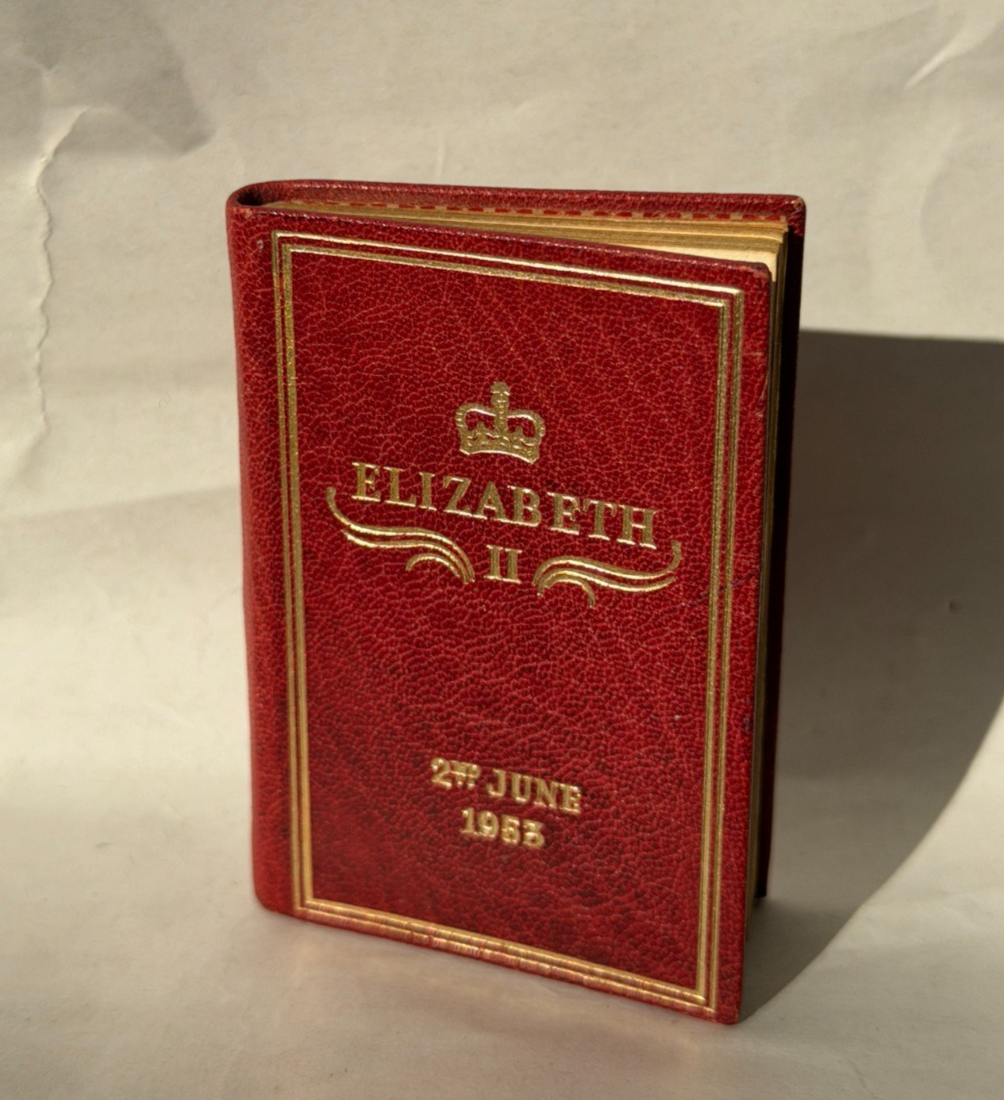 ELIZABETH
II
2ND JUNE
1953